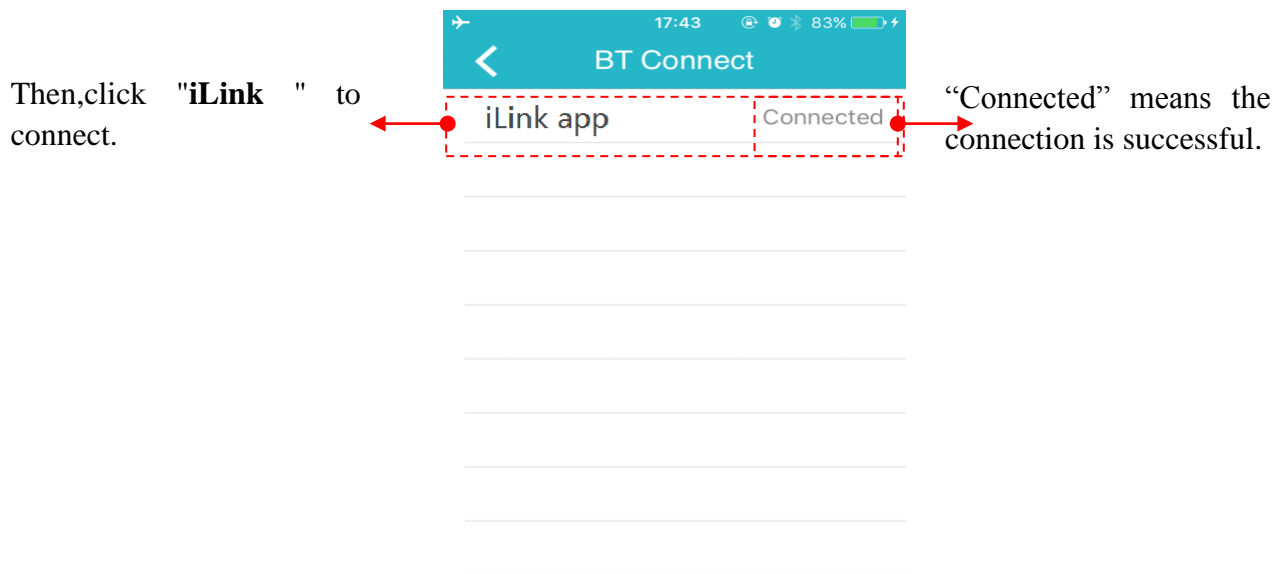 17:43 83%
BT Connect
Then,click "iLink " to
connect.
iLink app Connected
“Connected” means the
connection is successful.